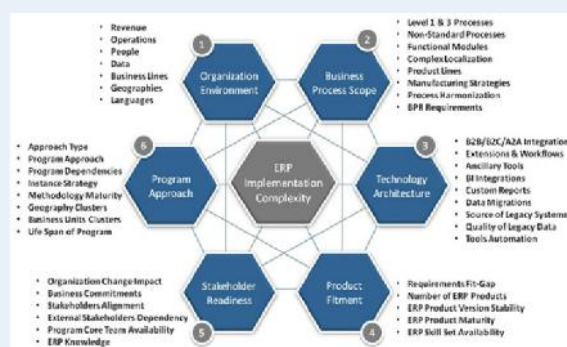 Revenue
Operations
People
Data
Business Lines
Geographies
Languages
1
Organization
Environment
2
Business
Process Scope
Level 1 & 3 Processes
Non-Standard Processes
Functional Modules
Complex Localization
Product Lines
Manufacturing Strategies
Process Harmonization
BPR Requirements
Approach Type
Program Approach
Program Dependencies
Instance Strategy
Methodology Maturity
Geography Clusters
Business Units Clusters
Life Span of Program
6
Program
Approach
ERP
Implementation
Complexity
3
Technology
Architecture
B2B/B2C/A2A Integration
Extensions & Workflows
Ancillary Tools
BI Integrations
Custom Reports
Data Migrations
Source of Legacy Systems
Quality of Legacy Data
Tools Automation
Organization Change Impact
Business Commitments
Stakeholders Alignment
External Stakeholders Dependency
Program Core Team Availability
ERP Knowledge
5
Stakeholder
Readiness
Product
Fitment
4
Requirements Fit-Gap
Number of ERP Products
ERP Product Version Stability
ERP Product Maturity
ERP Skill Set Availability